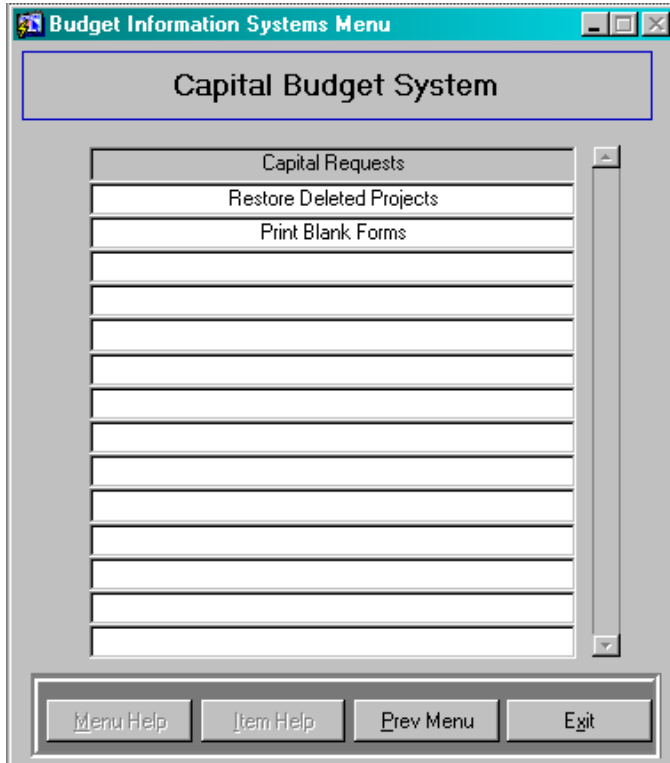 Budget Information Systems Menu
Capital Budget System
Capital Requests
Restore Deleted Projects
Print Blank Forms
Menu Help Item Help Prev Menu Exit